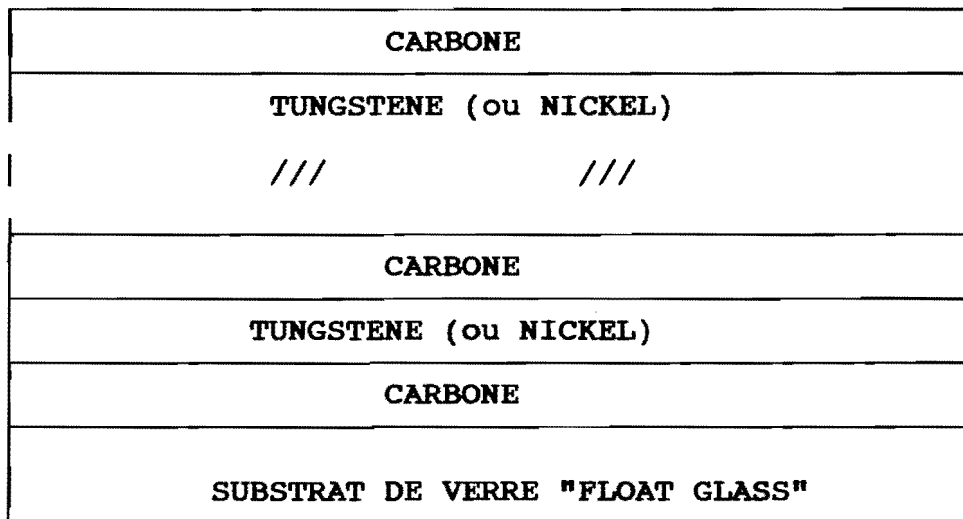 CARBONE
TUNGSTENE (ou NICKEL)
/// ///
CARBONE
TUNGSTENE (ou NICKEL)
CARBONE
SUBSTRAT DE VERRE "FLOAT GLASS"